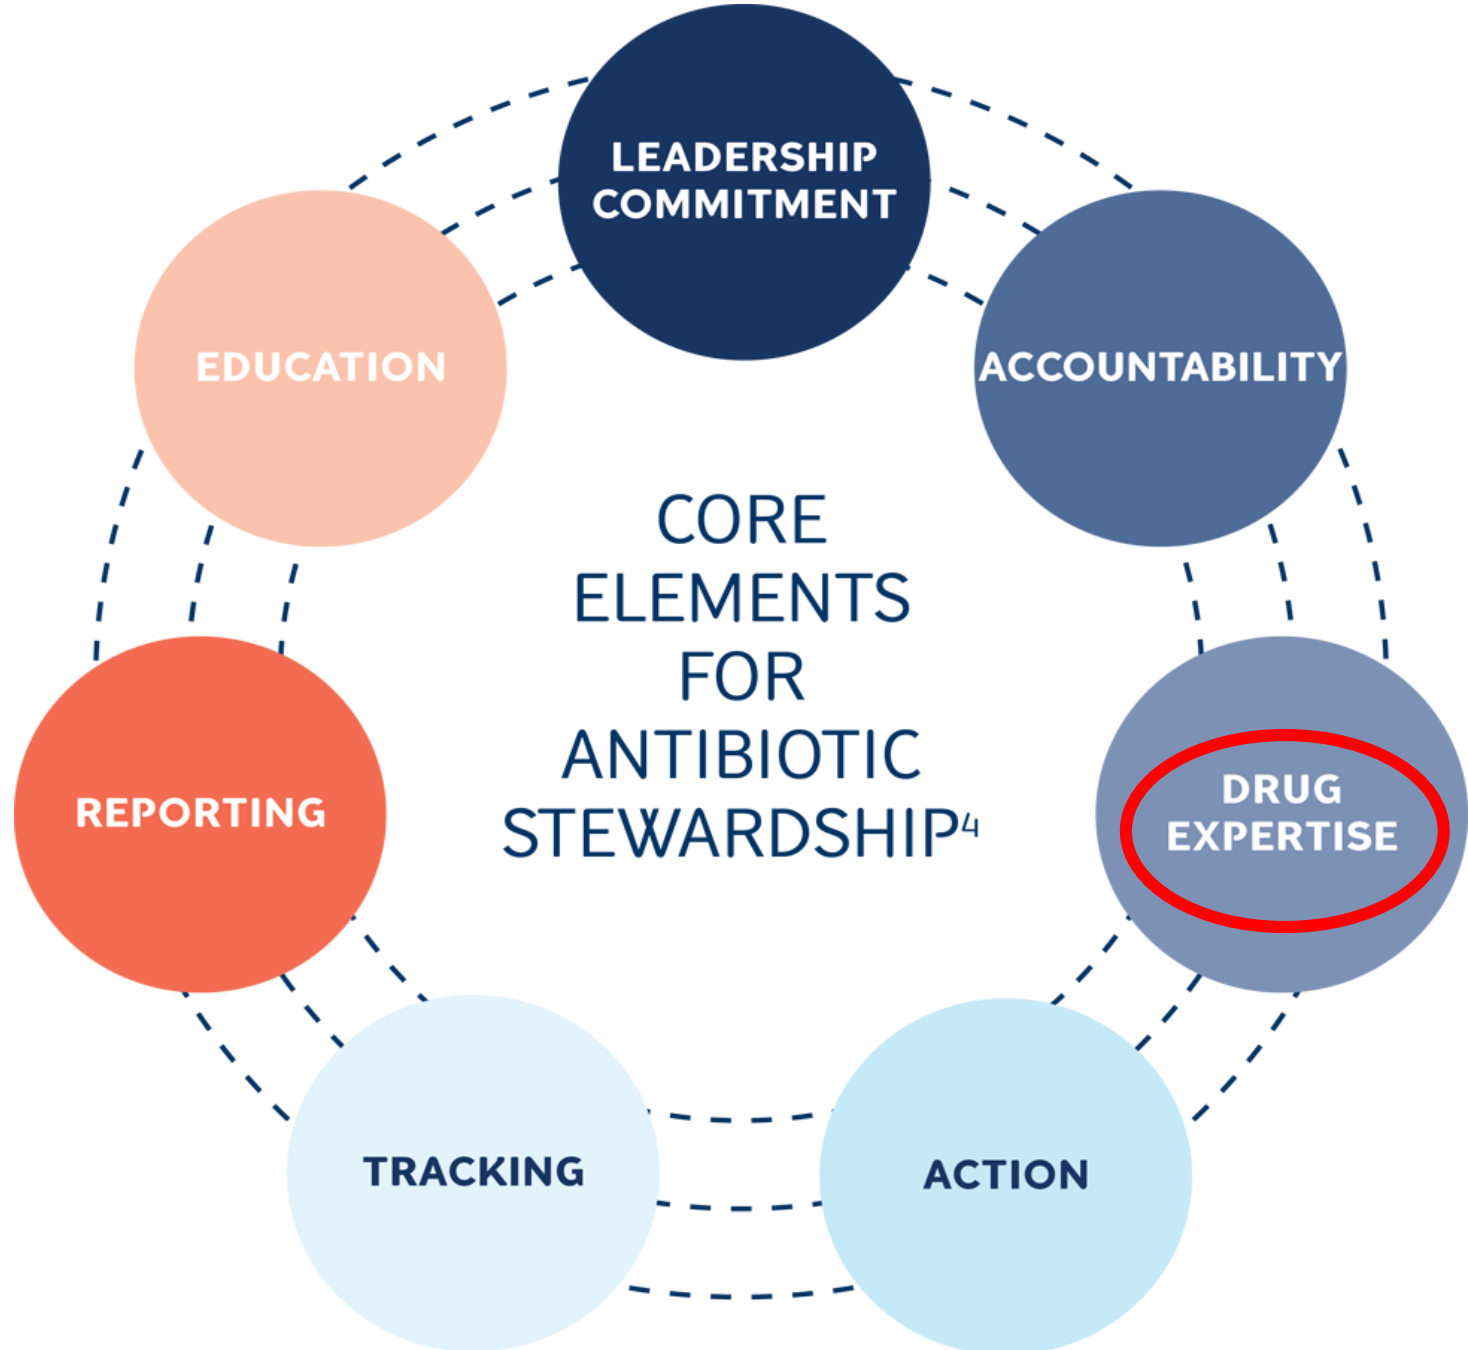 LEADERSHIP
COMMITMENT
EDUCATION
ACCOUNTABILITY
CORE
ELEMENTS
FOR
ANTIBIOTIC
STEWARDSHIP⁴
REPORTING
DRUG
EXPERTISE
TRACKING
ACTION